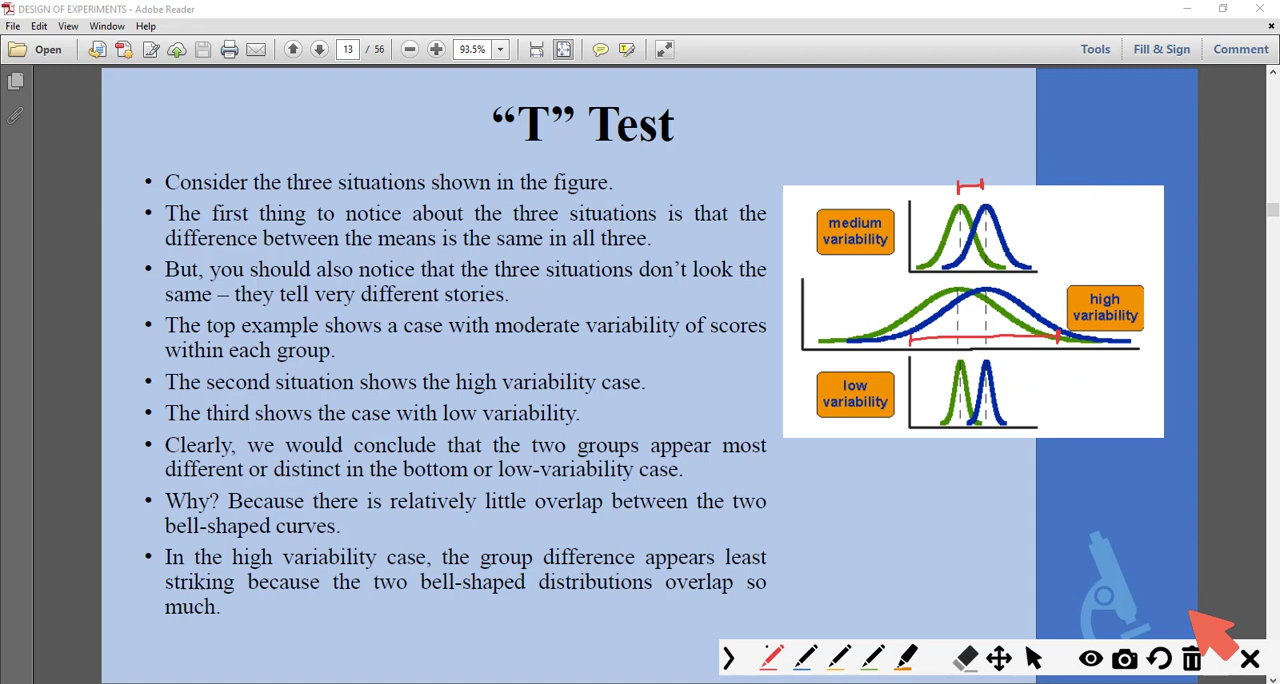 DESIGN OF EXPERIMENTS - Adobe Reader
File Edit View Window Help
Open 13 / 56 93.5% Tools Fill & Sign Comment
“T” Test
• Consider the three situations shown in the figure.
• The first thing to notice about the three situations is that the
difference between the means is the same in all three.
• But, you should also notice that the three situations don’t look the
same – they tell very different stories.
• The top example shows a case with moderate variability of scores
within each group.
• The second situation shows the high variability case.
• The third shows the case with low variability.
• Clearly, we would conclude that the two groups appear most
different or distinct in the bottom or low-variability case.
• Why? Because there is relatively little overlap between the two
bell-shaped curves.
• In the high variability case, the group difference appears least
striking because the two bell-shaped distributions overlap so
much.
medium
variability
high
variability
low
variability